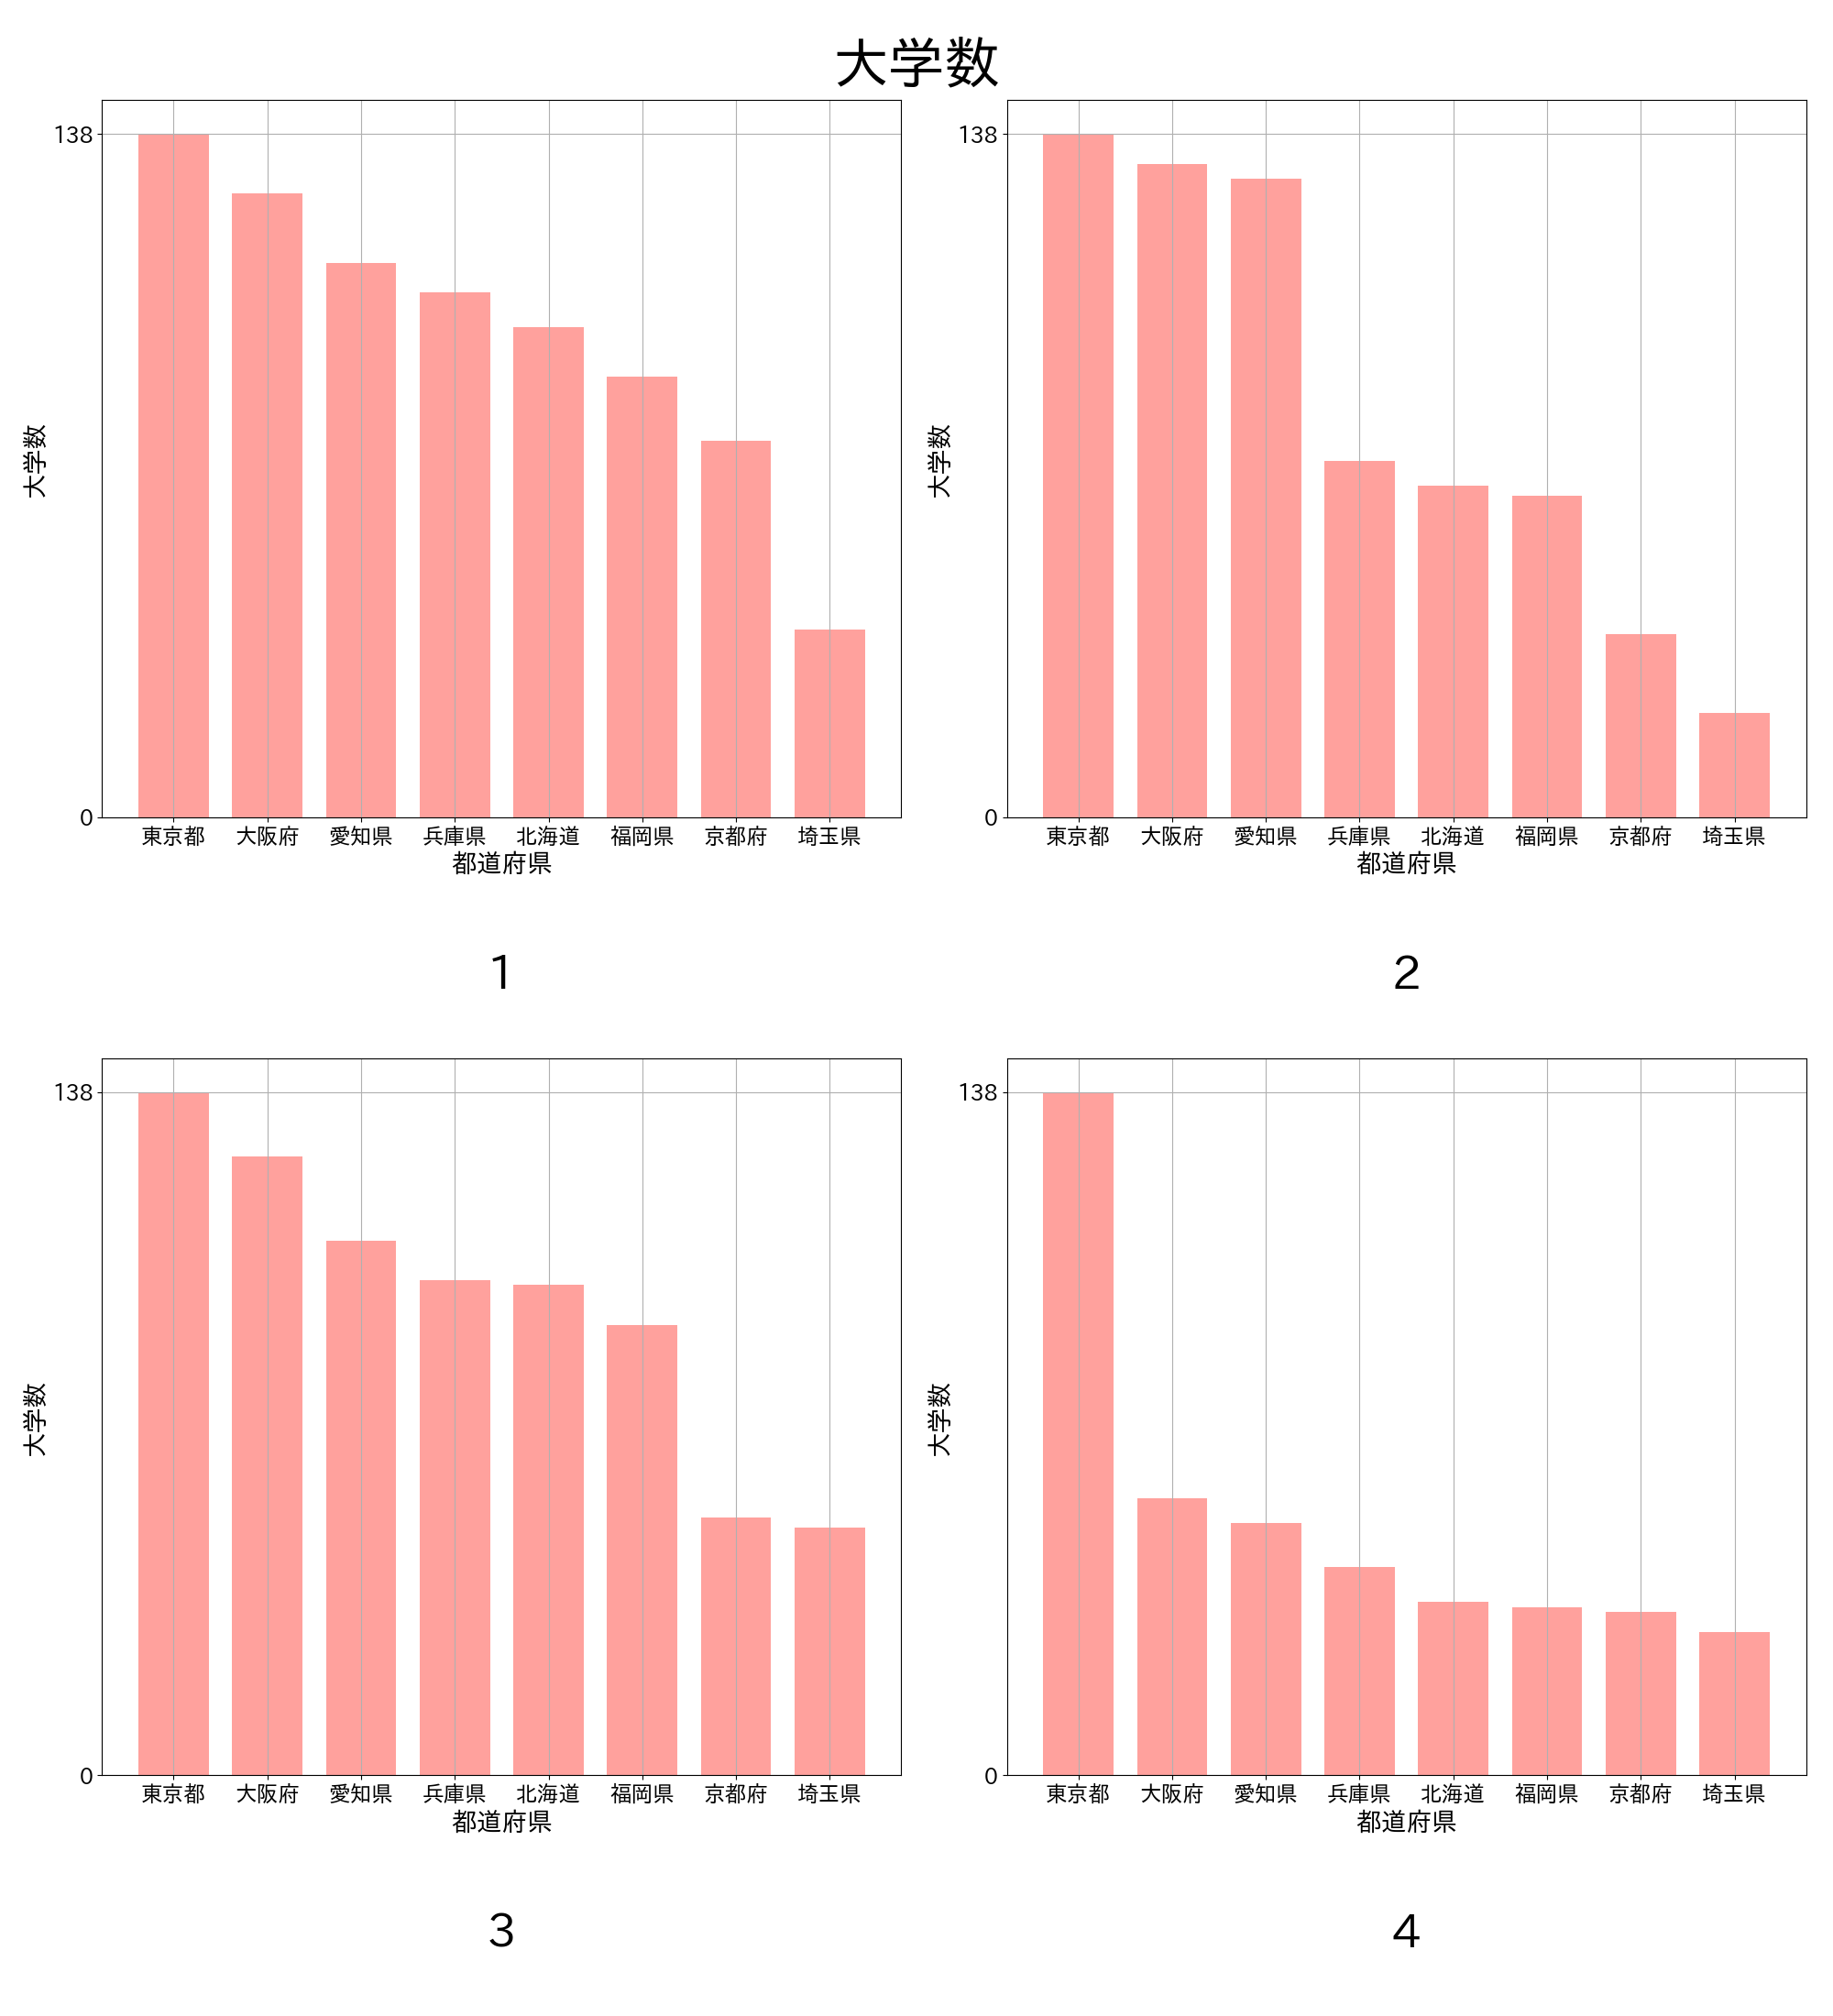 大学数
138
0
大学数
東京都 大阪府 愛知県 兵庫県 北海道 福岡県 京都府 埼玉県
都道府県
1
138
0
大学数
東京都 大阪府 愛知県 兵庫県 北海道 福岡県 京都府 埼玉県
都道府県
2
138
0
大学数
東京都 大阪府 愛知県 兵庫県 北海道 福岡県 京都府 埼玉県
都道府県
3
138
0
大学数
東京都 大阪府 愛知県 兵庫県 北海道 福岡県 京都府 埼玉県
都道府県
4